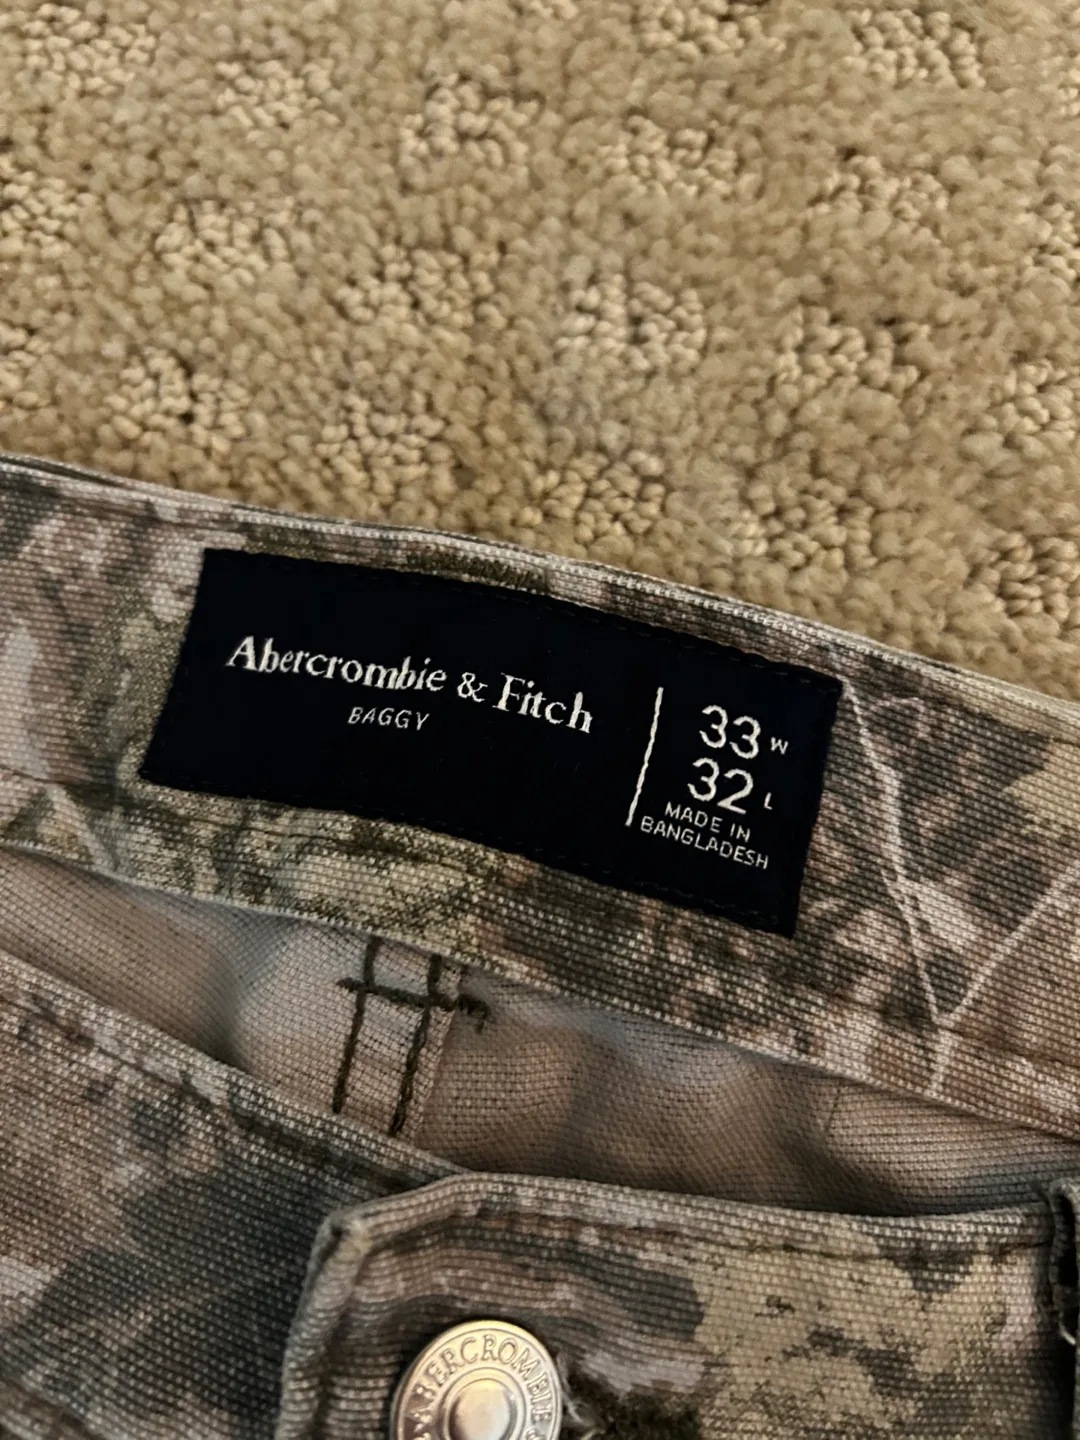 Abercrombie & Fitch
BAGGY
33 W
32 L
MADE IN
BANGLADESH
ABERCROMBIE &